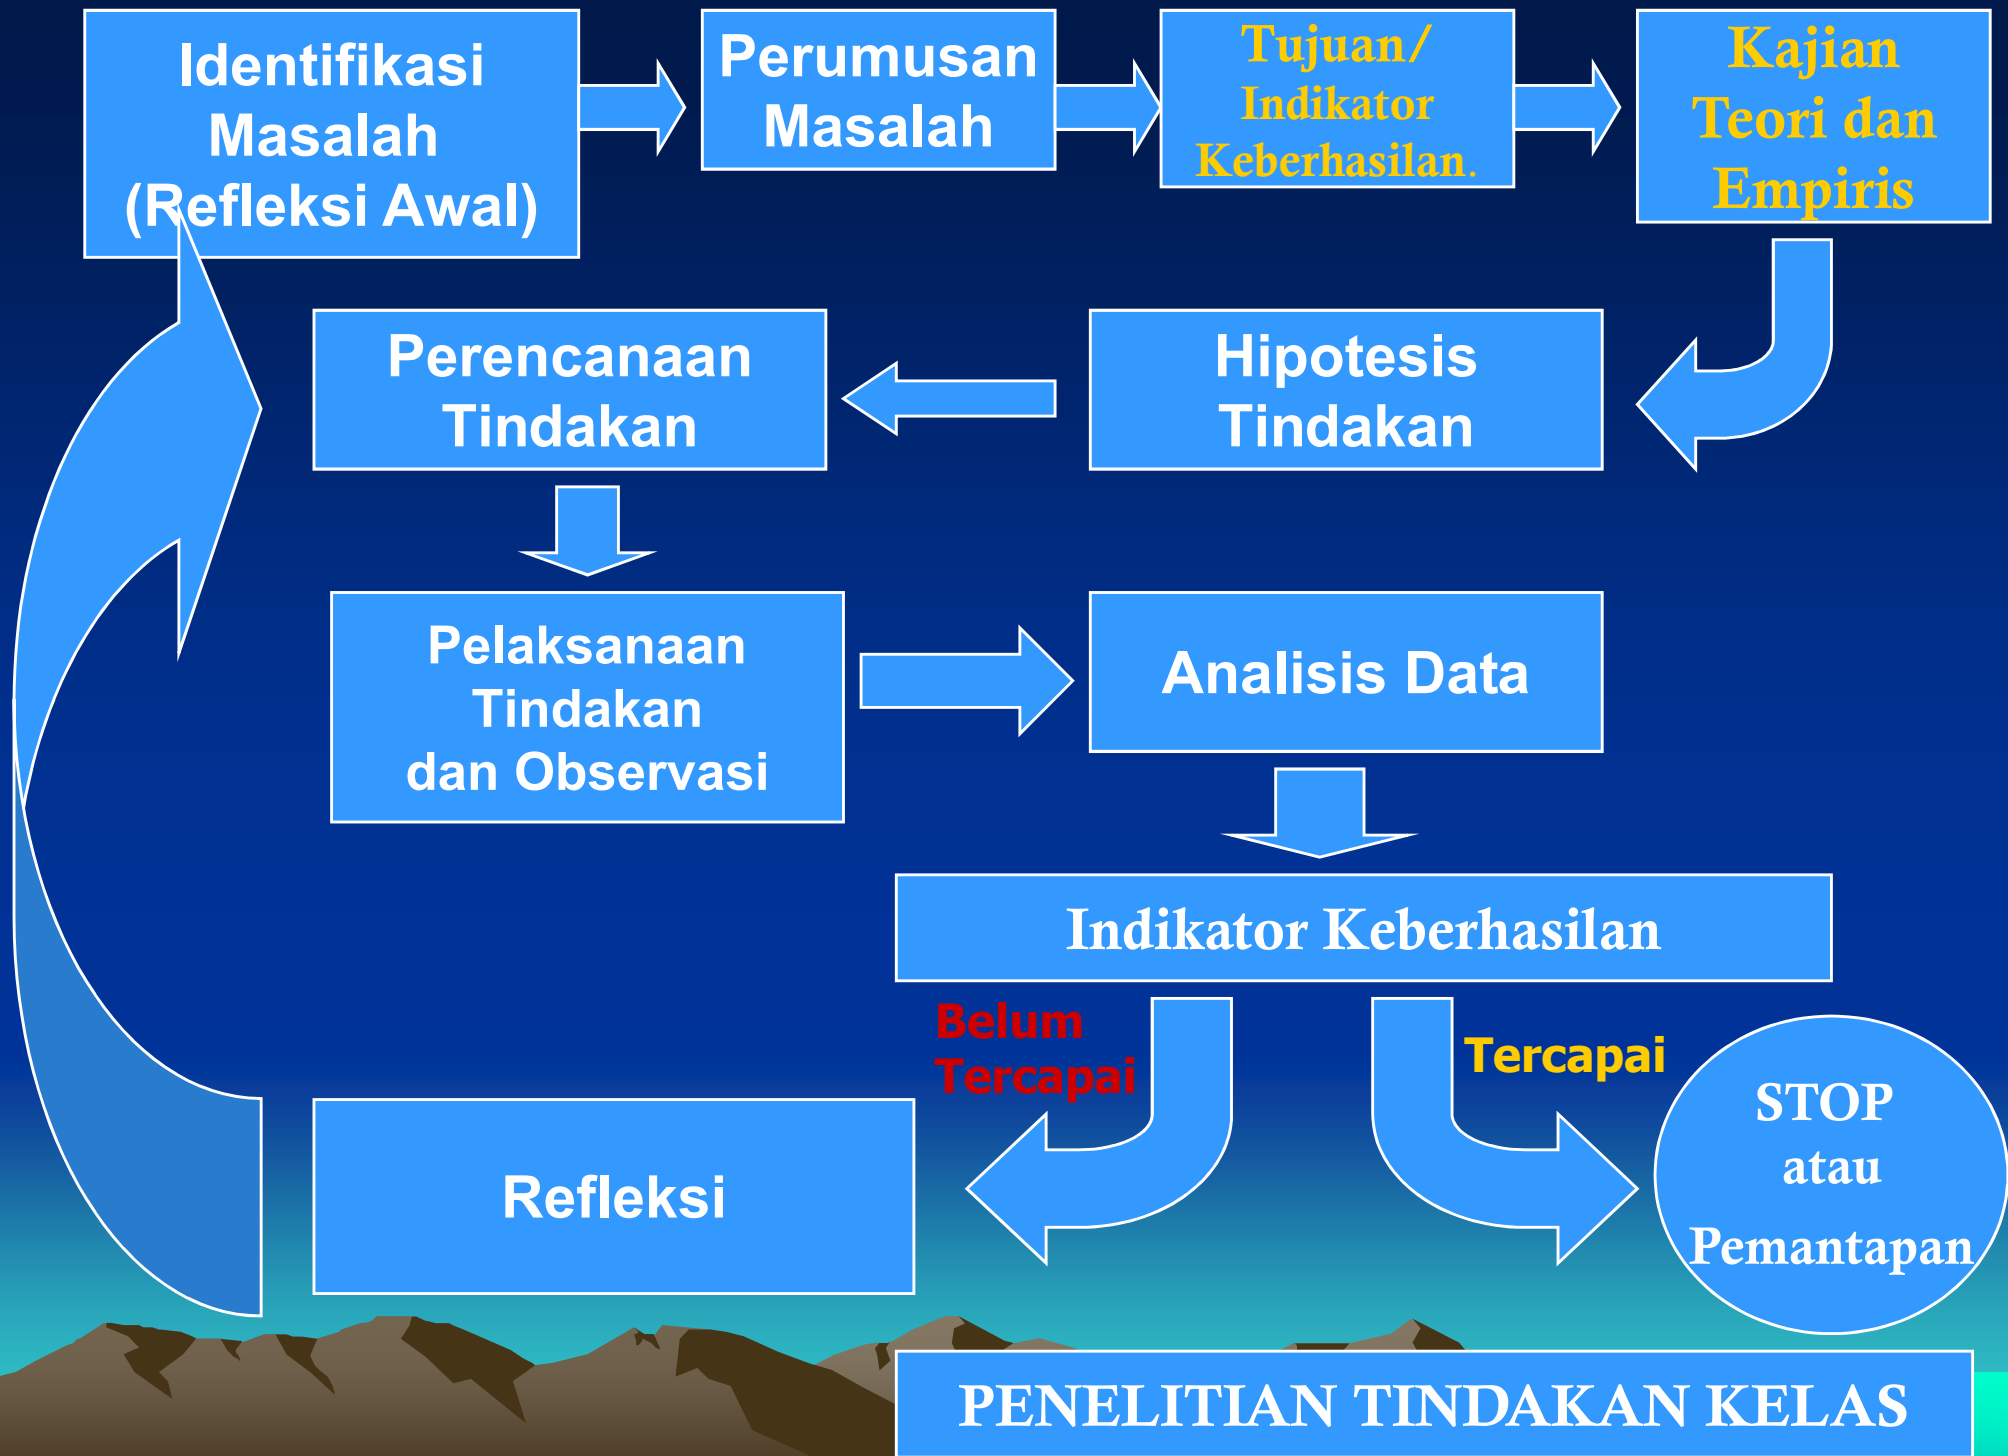 Identifikasi
Masalah
(Refleksi Awal)
Perumusan
Masalah
Tujuan/
Indikator
Keberhasilan.
Kajian
Teori dan
Empiris
Perencanaan
Tindakan
Hipotesis
Tindakan
Pelaksanaan
Tindakan
dan Observasi
Analisis Data
Indikator Keberhasilan
Belum
Tercapai
Tercapai
Refleksi
STOP
atau
Pemantapan
PENELITIAN TINDAKAN KELAS